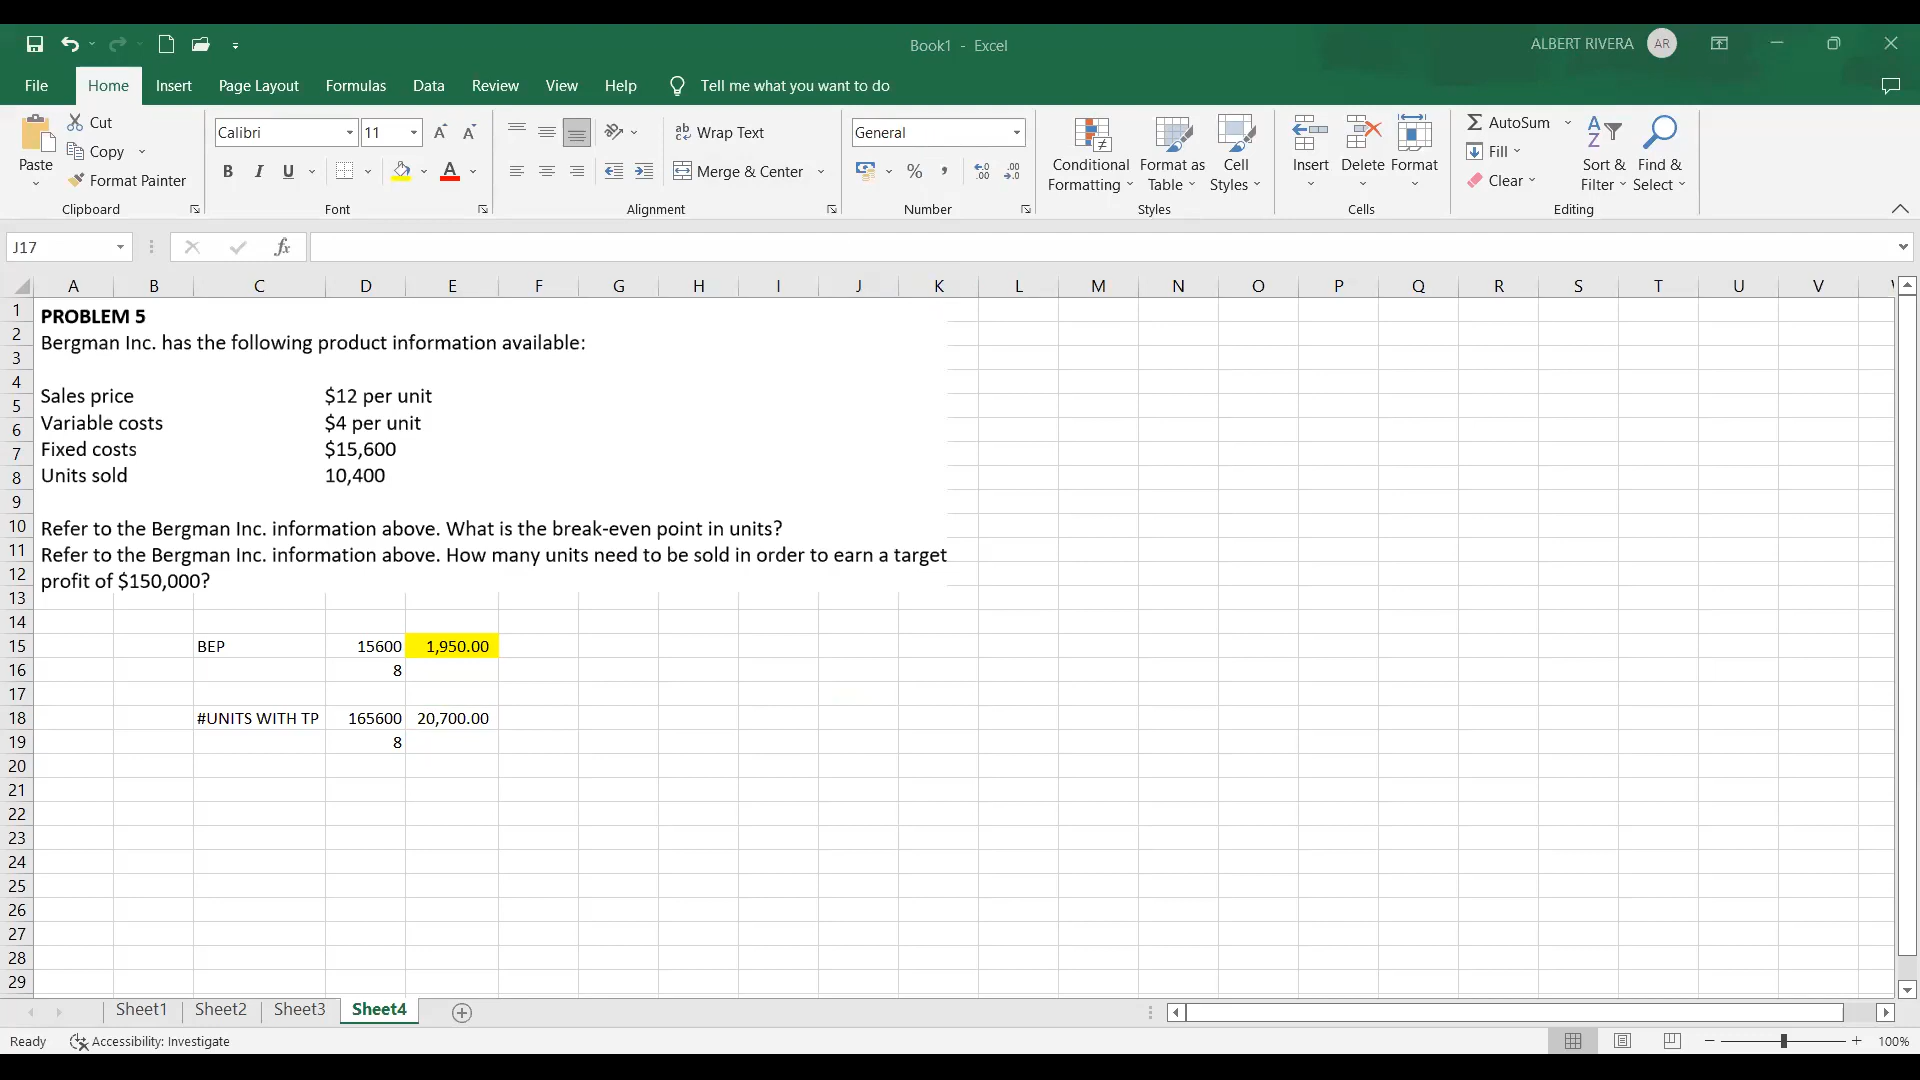 Book1 - Excel
ALBERT RIVERA
AR
File
Home
Insert
Page Layout
Formulas
Data
Review
View
Help
Tell me what you want to do
Paste
Cut
Copy
Format Painter
Clipboard
Calibri
11
A
A
B
I
U
A
Font
ab
Wrap Text
Merge & Center
Alignment
General
%
,
Number
Conditional Formatting
Format as Table
Cell Styles
Styles
Insert
Delete
Format
Cells
AutoSum
Fill
Clear
Sort & Filter
Find & Select
Editing
J17
fx
A B C D E F G H I J K L M N O P Q R S T U V
1
2
3
4
5
6
7
8
9
10
11
12
13
14
15
16
17
18
19
20
21
22
23
24
25
26
27
28
29
PROBLEM 5
Bergman Inc. has the following product information available:
Sales price $12 per unit
Variable costs $4 per unit
Fixed costs $15,600
Units sold 10,400
Refer to the Bergman Inc. information above. What is the break-even point in units?
Refer to the Bergman Inc. information above. How many units need to be sold in order to earn a target
profit of $150,000?
BEP 15600 1,950.00
8
#UNITS WITH TP 165600 20,700.00
8
Sheet1 Sheet2 Sheet3 Sheet4
Ready
Accessibility: Investigate
100%